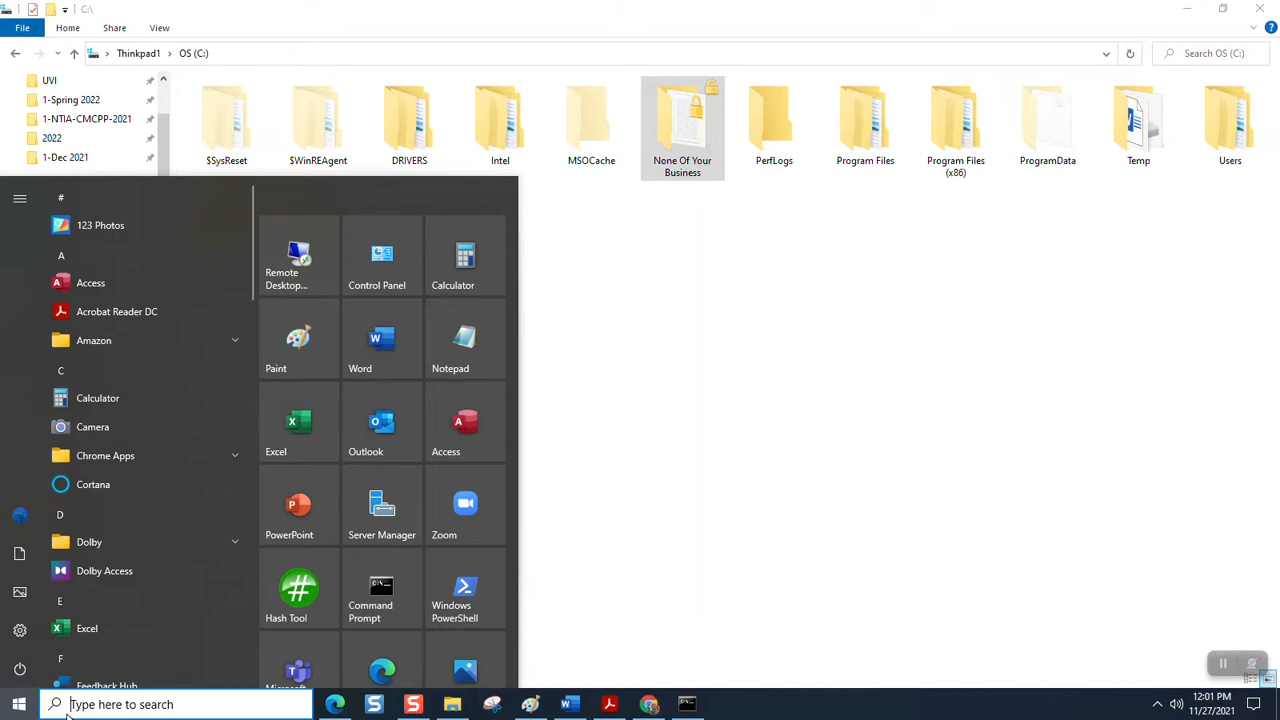 C:\
File Home Share View
Thinkpad1 OS (C:) Search OS (C:)
UVI
1-Spring 2022
1-NTIA-CMCPP-2021
2022
1-Dec 2021
$SysReset $WinREAgent DRIVERS Intel MSOCache None Of Your PerfLogs Program Files Program Files ProgramData Temp Users
Business (x86)
#
123 Photos
A
Access
Acrobat Reader DC
Amazon
C
Calculator
Camera
Chrome Apps
Cortana
D
Dolby
Dolby Access
E
Excel
F
Feedback Hub
Remote
Desktop... Control Panel Calculator
Paint Word Notepad
Excel Outlook Access
PowerPoint Server Manager Zoom
Hash Tool Command
Prompt Windows
PowerShell
Microsoft
Type here to search
12:01 PM
11/27/2021